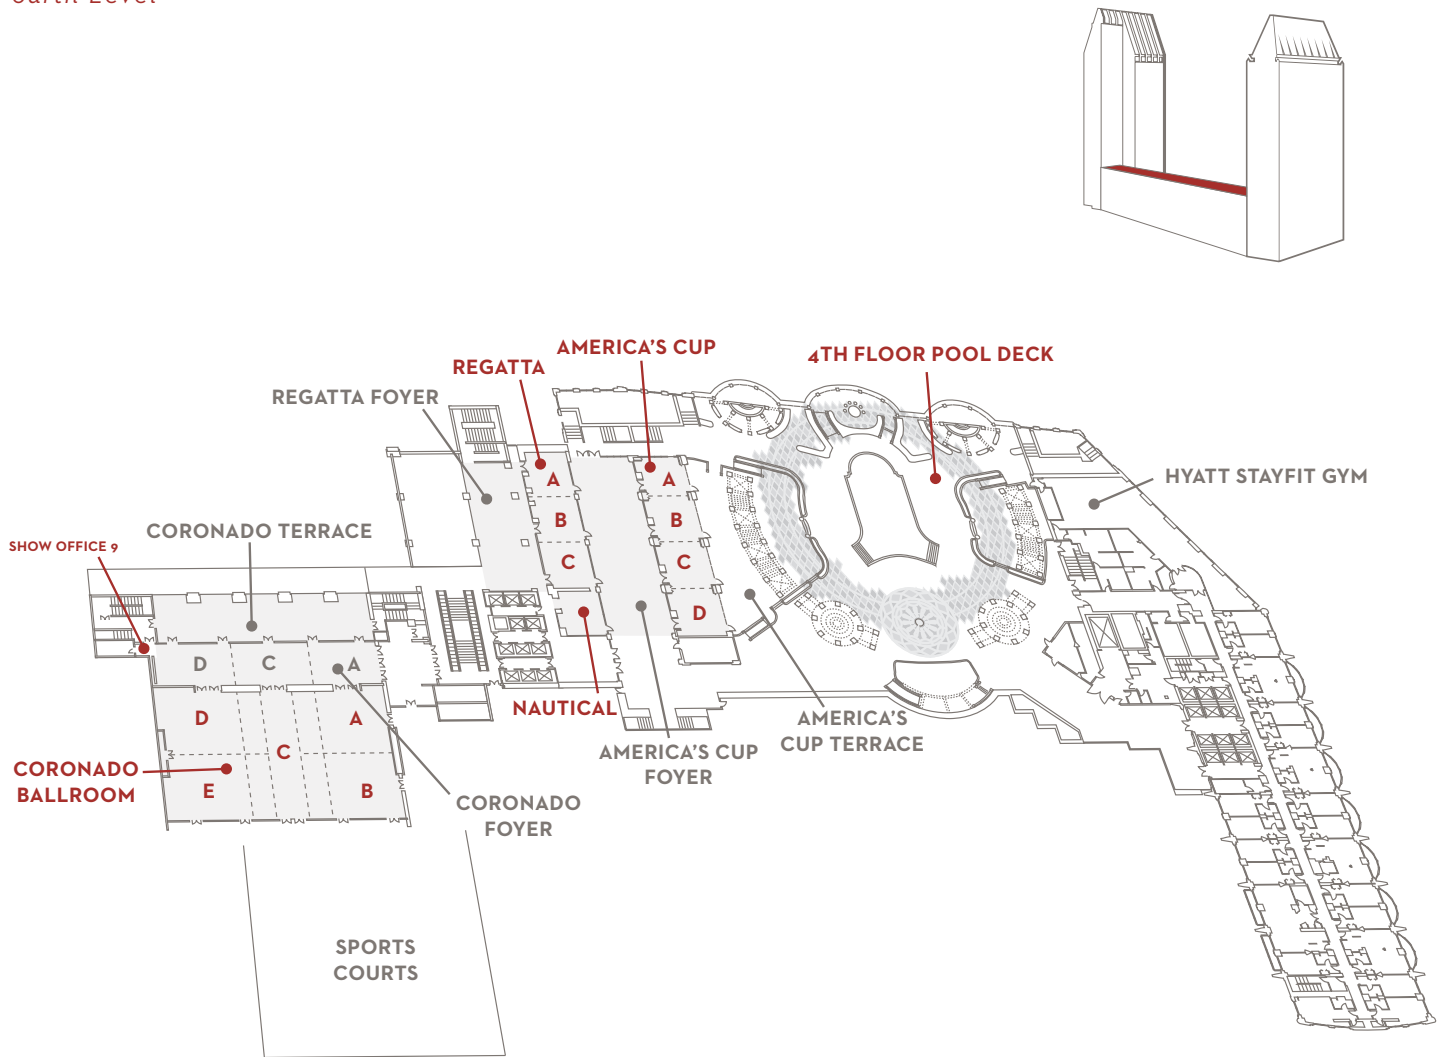 AMERICA'S CUP
4TH FLOOR POOL DECK
REGATTA
REGATTA FOYER
HYATT STAYFIT GYM
A
A
B
B
CORONADO TERRACE
SHOW OFFICE 9
C
C
D
D
C
A
NAUTICAL
D
A
AMERICA'S
CUP TERRACE
C
AMERICA'S CUP
FOYER
CORONADO
BALLROOM
E
B
CORONADO
FOYER
SPORTS
COURTS